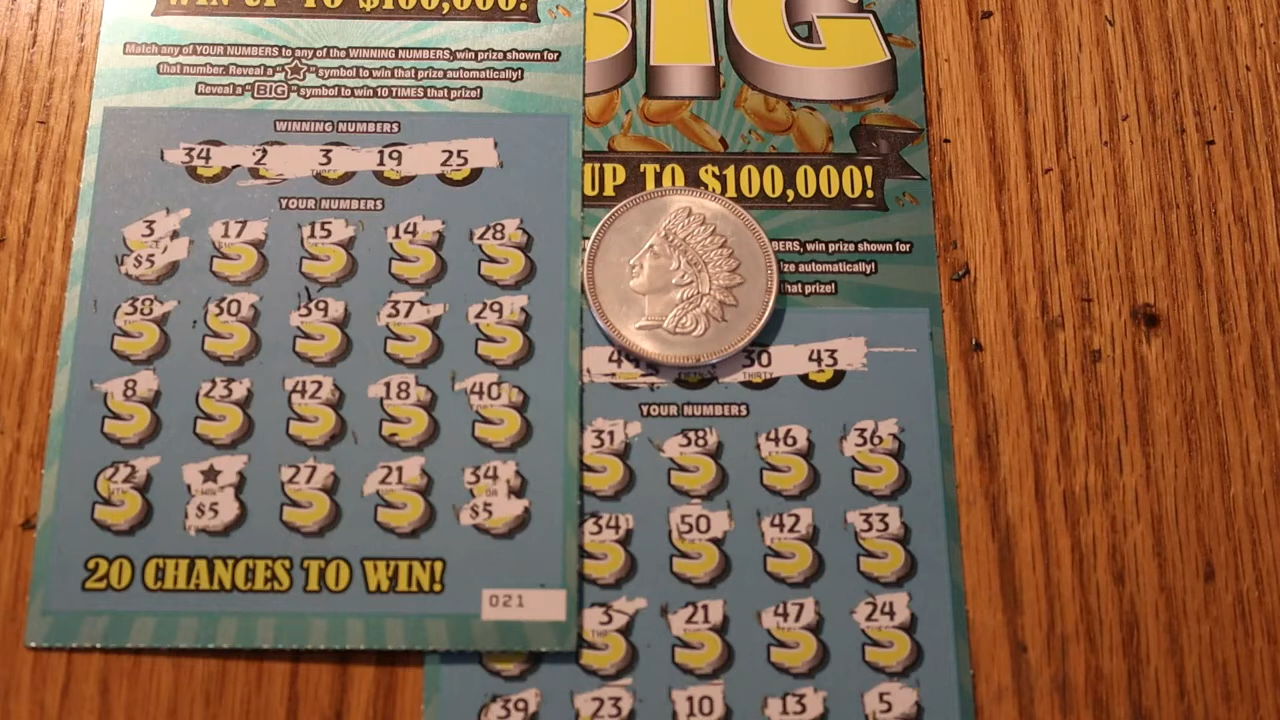 WIN UP TO $100,000!
Match any of YOUR NUMBERS to any of the WINNING NUMBERS, win prize shown for
that number. Reveal a "★" symbol to win that prize automatically!
Reveal a "BIG" symbol to win 10 TIMES that prize!
WINNING NUMBERS
34 2 3 19 25
YOUR NUMBERS
3 17 15 14 28
$5
38 30 39 37 29
8 23 42 18 40
22 ★ 27 21 34
$5 $5
20 CHANCES TO WIN!
021
BIG
UP TO $100,000!
BERS, win prize shown for
ize automatically!
that prize!
49 30 43
THIRTY
YOUR NUMBERS
31 38 46 36
34 50 42 33
3 21 47 24
39 23 10 13 5